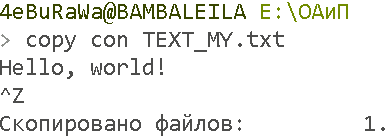 4eBuRaWa@BAMBALEILA E:\ОАиП
> copy con TEXT_MY.txt
Hello, world!
^Z
Скопировано файлов:         1.